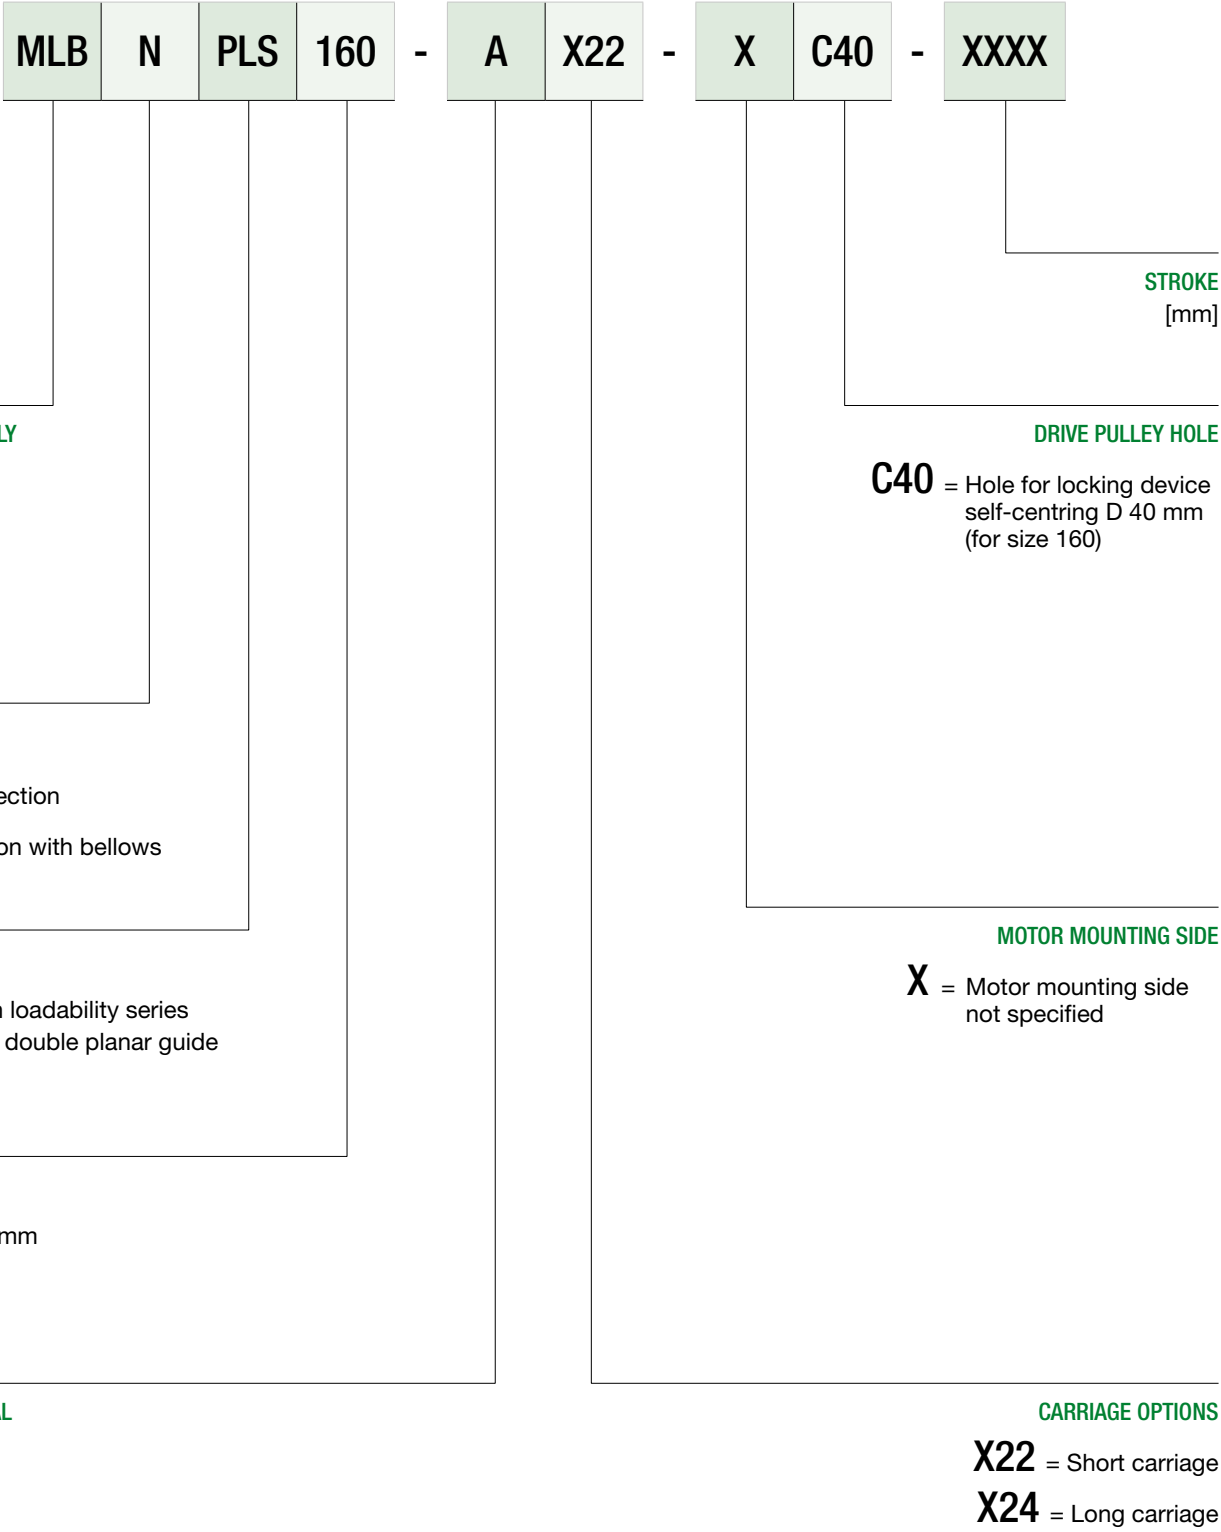 MLB N PLS 160 - A X22 - X C40 - XXXX
STROKE
[mm]
LY
DRIVE PULLEY HOLE
C40 = Hole for locking device
self-centring D 40 mm
(for size 160)
ection
on with bellows
MOTOR MOUNTING SIDE
X = Motor mounting side
not specified
loadability series
double planar guide
mm
AL
CARRIAGE OPTIONS
X22 = Short carriage
X24 = Long carriage